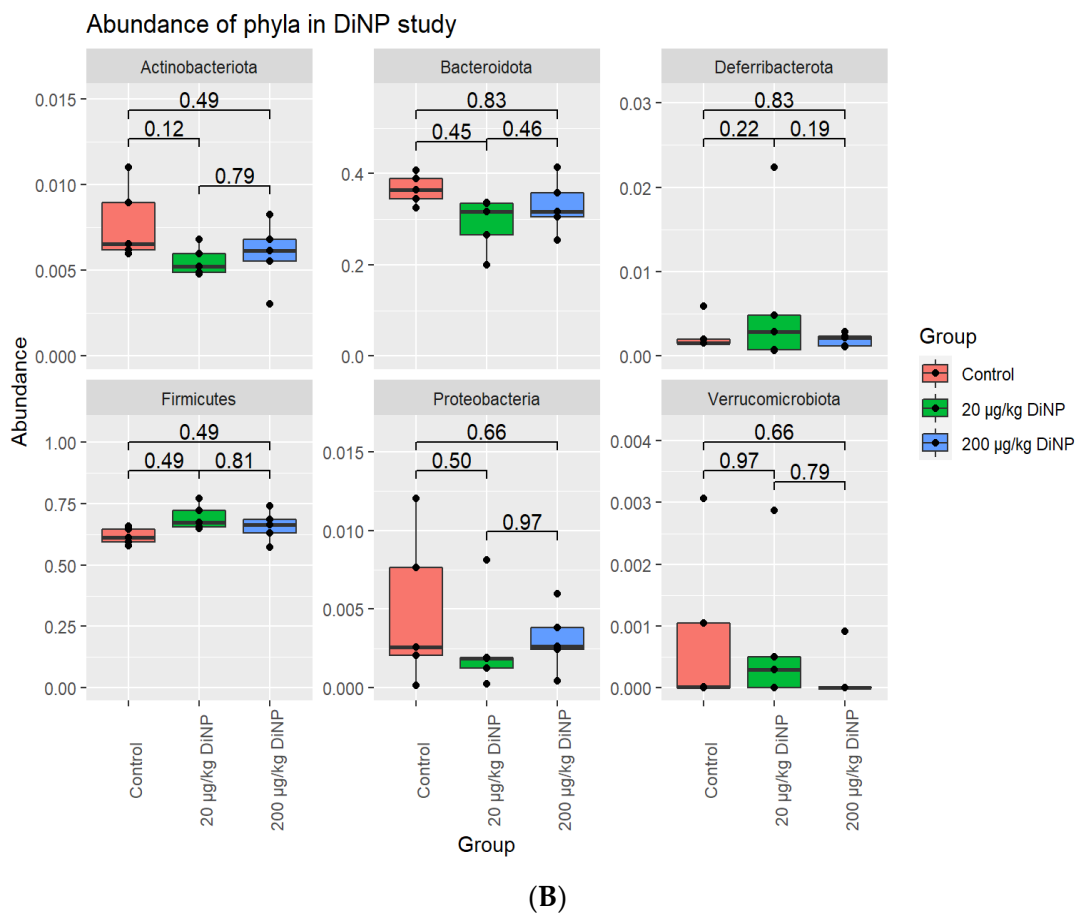 Abundance of phyla in DiNP study
Actinobacteriota
Bacteroidota
Deferribacterota
0.015
0.010
0.005
0.000
0.49
0.12
0.79
0.4
0.2
0.0
0.83
0.45
0.46
0.03
0.02
0.01
0.00
0.83
0.22
0.19
Abundance
Firmicutes
Proteobacteria
Verrucomicrobiota
1.00
0.75
0.50
0.25
0.00
0.49
0.49
0.81
0.015
0.010
0.005
0.000
0.66
0.50
0.97
0.004
0.003
0.002
0.001
0.000
0.66
0.97
0.79
Control
20 µg/kg DiNP
200 µg/kg DiNP
Control
20 µg/kg DiNP
200 µg/kg DiNP
Control
20 µg/kg DiNP
200 µg/kg DiNP
Group
Group
Control
20 µg/kg DiNP
200 µg/kg DiNP
(B)